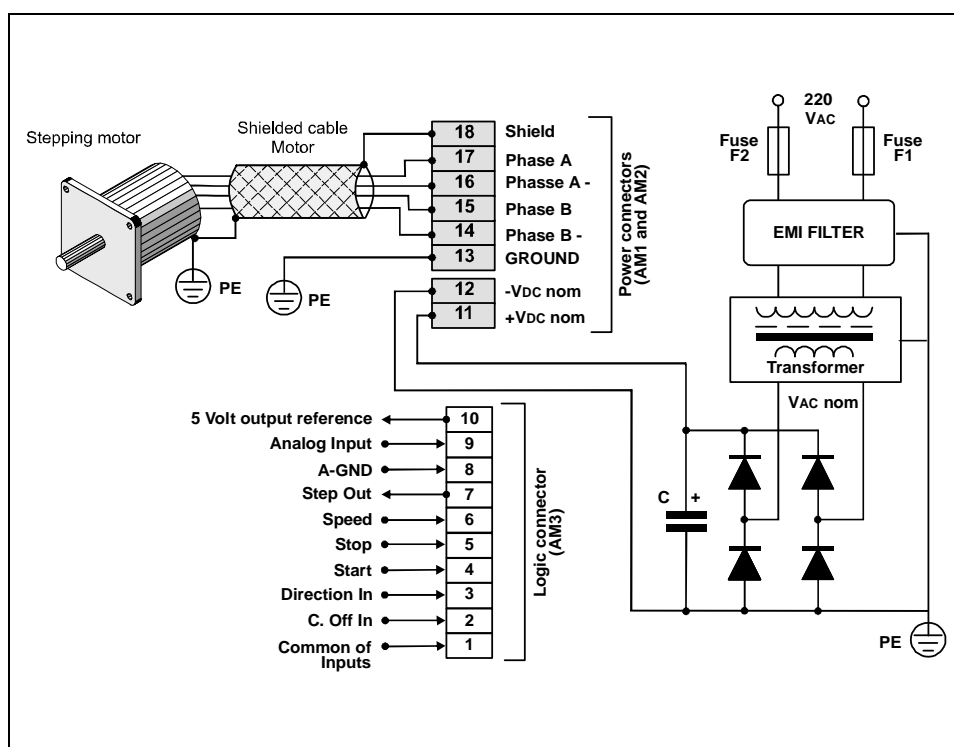 Stepping motor
Shielded cable
Motor
PE
PE
18 Shield
17 Phase A
16 Phasse A -
15 Phase B
14 Phase B -
13 GROUND
12 -VDC nom
11 +VDC nom
Power connectors
(AM1 and AM2)
220
VAC
Fuse
F2
Fuse
F1
EMI FILTER
Transformer
VAC nom
C +
PE
5 Volt output reference 10
Analog Input 9
A-GND 8
Step Out 7
Speed 6
Stop 5
Start 4
Direction In 3
C. Off In 2
Common of
Inputs 1
Logic connector
(AM3)